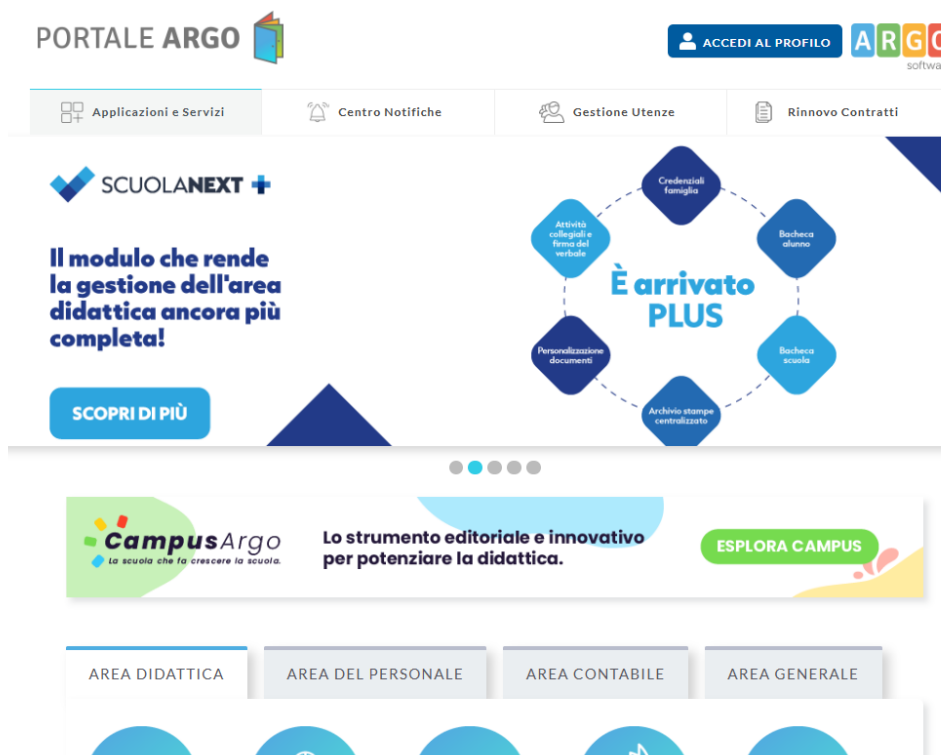 PORTALE ARGO
ACCEDI AL PROFILO
ARGO
softwa
Applicazioni e Servizi
Centro Notifiche
Gestione Utenze
Rinnovo Contratti
SCUOLANEXT +
Il modulo che rende
la gestione dell'area
didattica ancora più
completa!
SCOPRI DI PIÙ
Credenziali
famiglia
Attività
collegiali e
firma del
verbale
Bacheca
alunno
È arrivato
PLUS
Personalizzazione
documenti
Bacheca
scuola
Archivio stampe
centralizzato
CampusArgo
La scuola che fa crescere la scuola.
Lo strumento editoriale e innovativo
per potenziare la didattica.
ESPLORA CAMPUS
AREA DIDATTICA
AREA DEL PERSONALE
AREA CONTABILE
AREA GENERALE